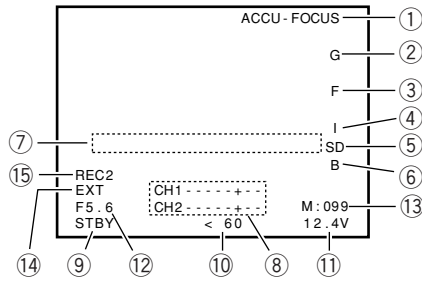 ACCU-FOCUS ①
G ②
F ③
I ④
⑦ SD ⑤
B ⑥
⑮ REC2
EXT CH1-----+-- M:099 ⑬
F5.6 CH2-----+--
STBY < 60 12.4V
⑭ ⑨ ⑫ ⑩ ⑧ ⑪